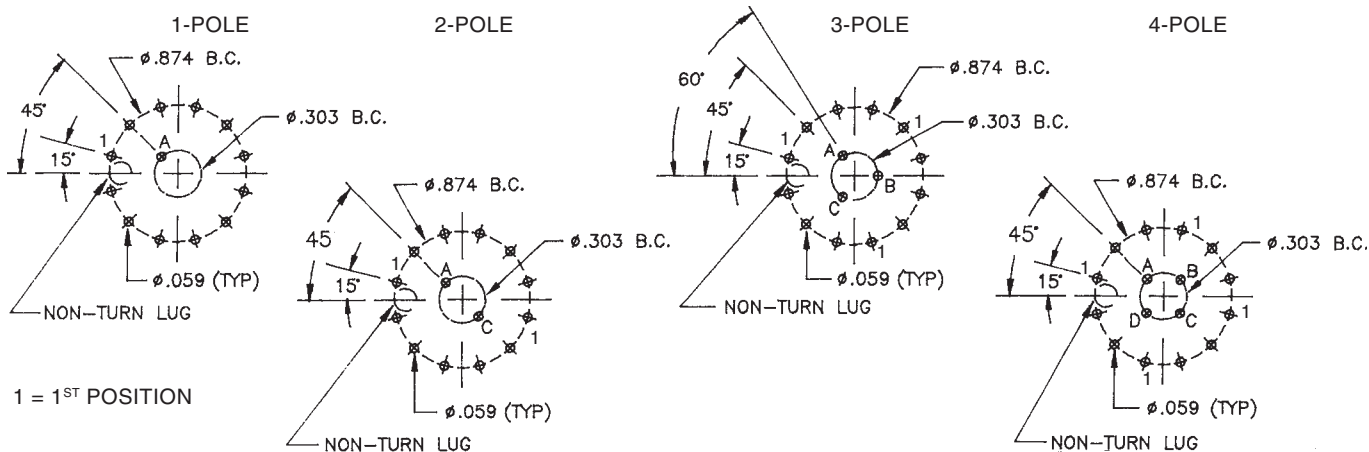 1-POLE
ø.874 B.C.
45°
ø.303 B.C.
15°
1
A
ø.059 (TYP)
NON-TURN LUG
2-POLE
ø.874 B.C.
45
ø.303 B.C.
15°
1
A
C
1
ø.059 (TYP)
NON-TURN LUG
3-POLE
60°
ø.874 B.C.
45°
1
ø.303 B.C.
15°
1
A
B
C
1
ø.059 (TYP)
NON-TURN LUG
4-POLE
ø.874 B.C.
45°
1
ø.303 B.C.
15°
1
A
B
D
C
1
1
ø.059 (TYP)
NON-TURN LUG
1 = 1ST POSITION